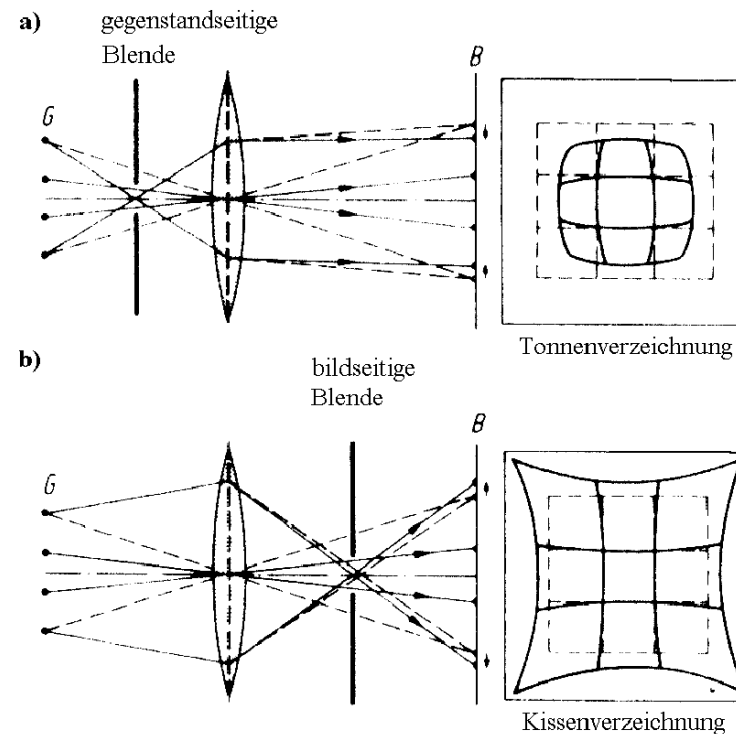 a)
gegenstandseitige
Blende
G
B
Tonnenverzeichnung
b)
bildseitige
Blende
G
B
Kissenverzeichnung